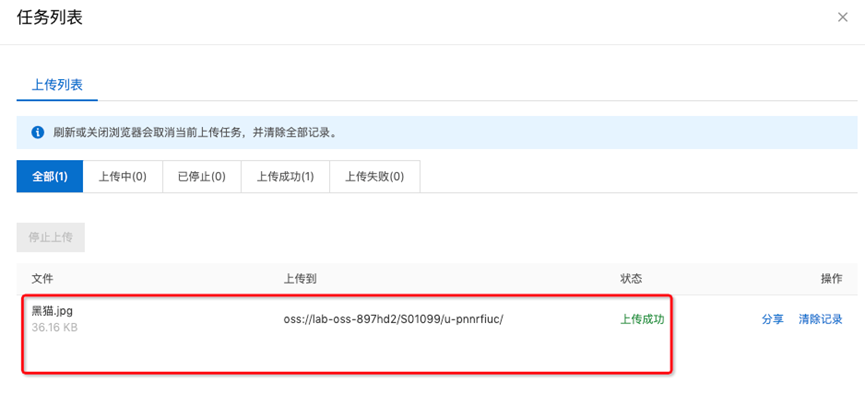 任务列表
上传列表
刷新或关闭浏览器会取消当前上传任务，并清除全部记录。
全部(1) 上传中(0) 已停止(0) 上传成功(1) 上传失败(0)
停止上传
文件 上传到 状态 操作
黑猫.jpg
36.16 KB
oss://lab-oss-897hd2/S01099/u-pnnrfiuc/ 上传成功 分享 清除记录